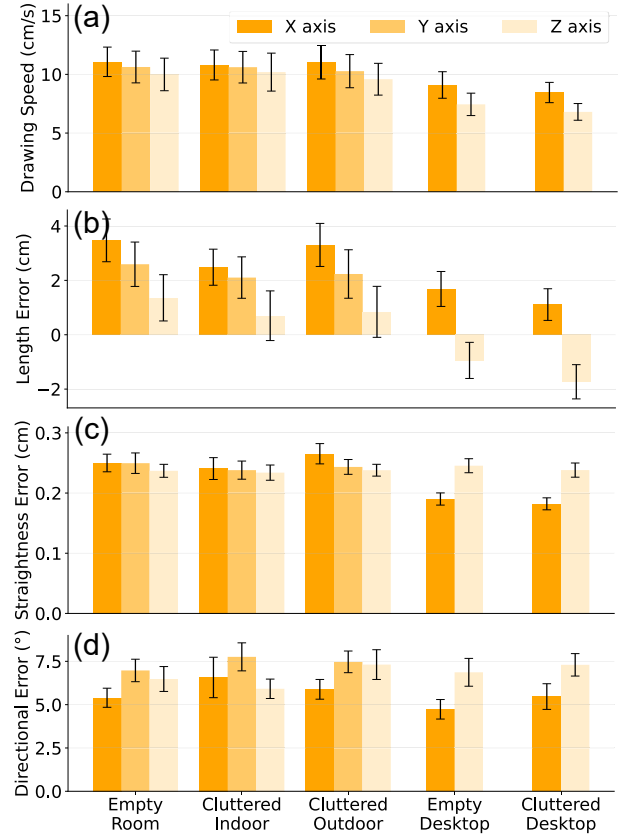 (a)
X axis Y axis Z axis
Drawing Speed (cm/s)
15
10
5
0
(b)
Length Error (cm)
4
2
0
−2
(c)
Straightness Error (cm)
0.3
0.2
0.1
0.0
(d)
Directional Error (°)
7.5
5.0
2.5
0.0
Empty Room
Cluttered Indoor
Cluttered Outdoor
Empty Desktop
Cluttered Desktop